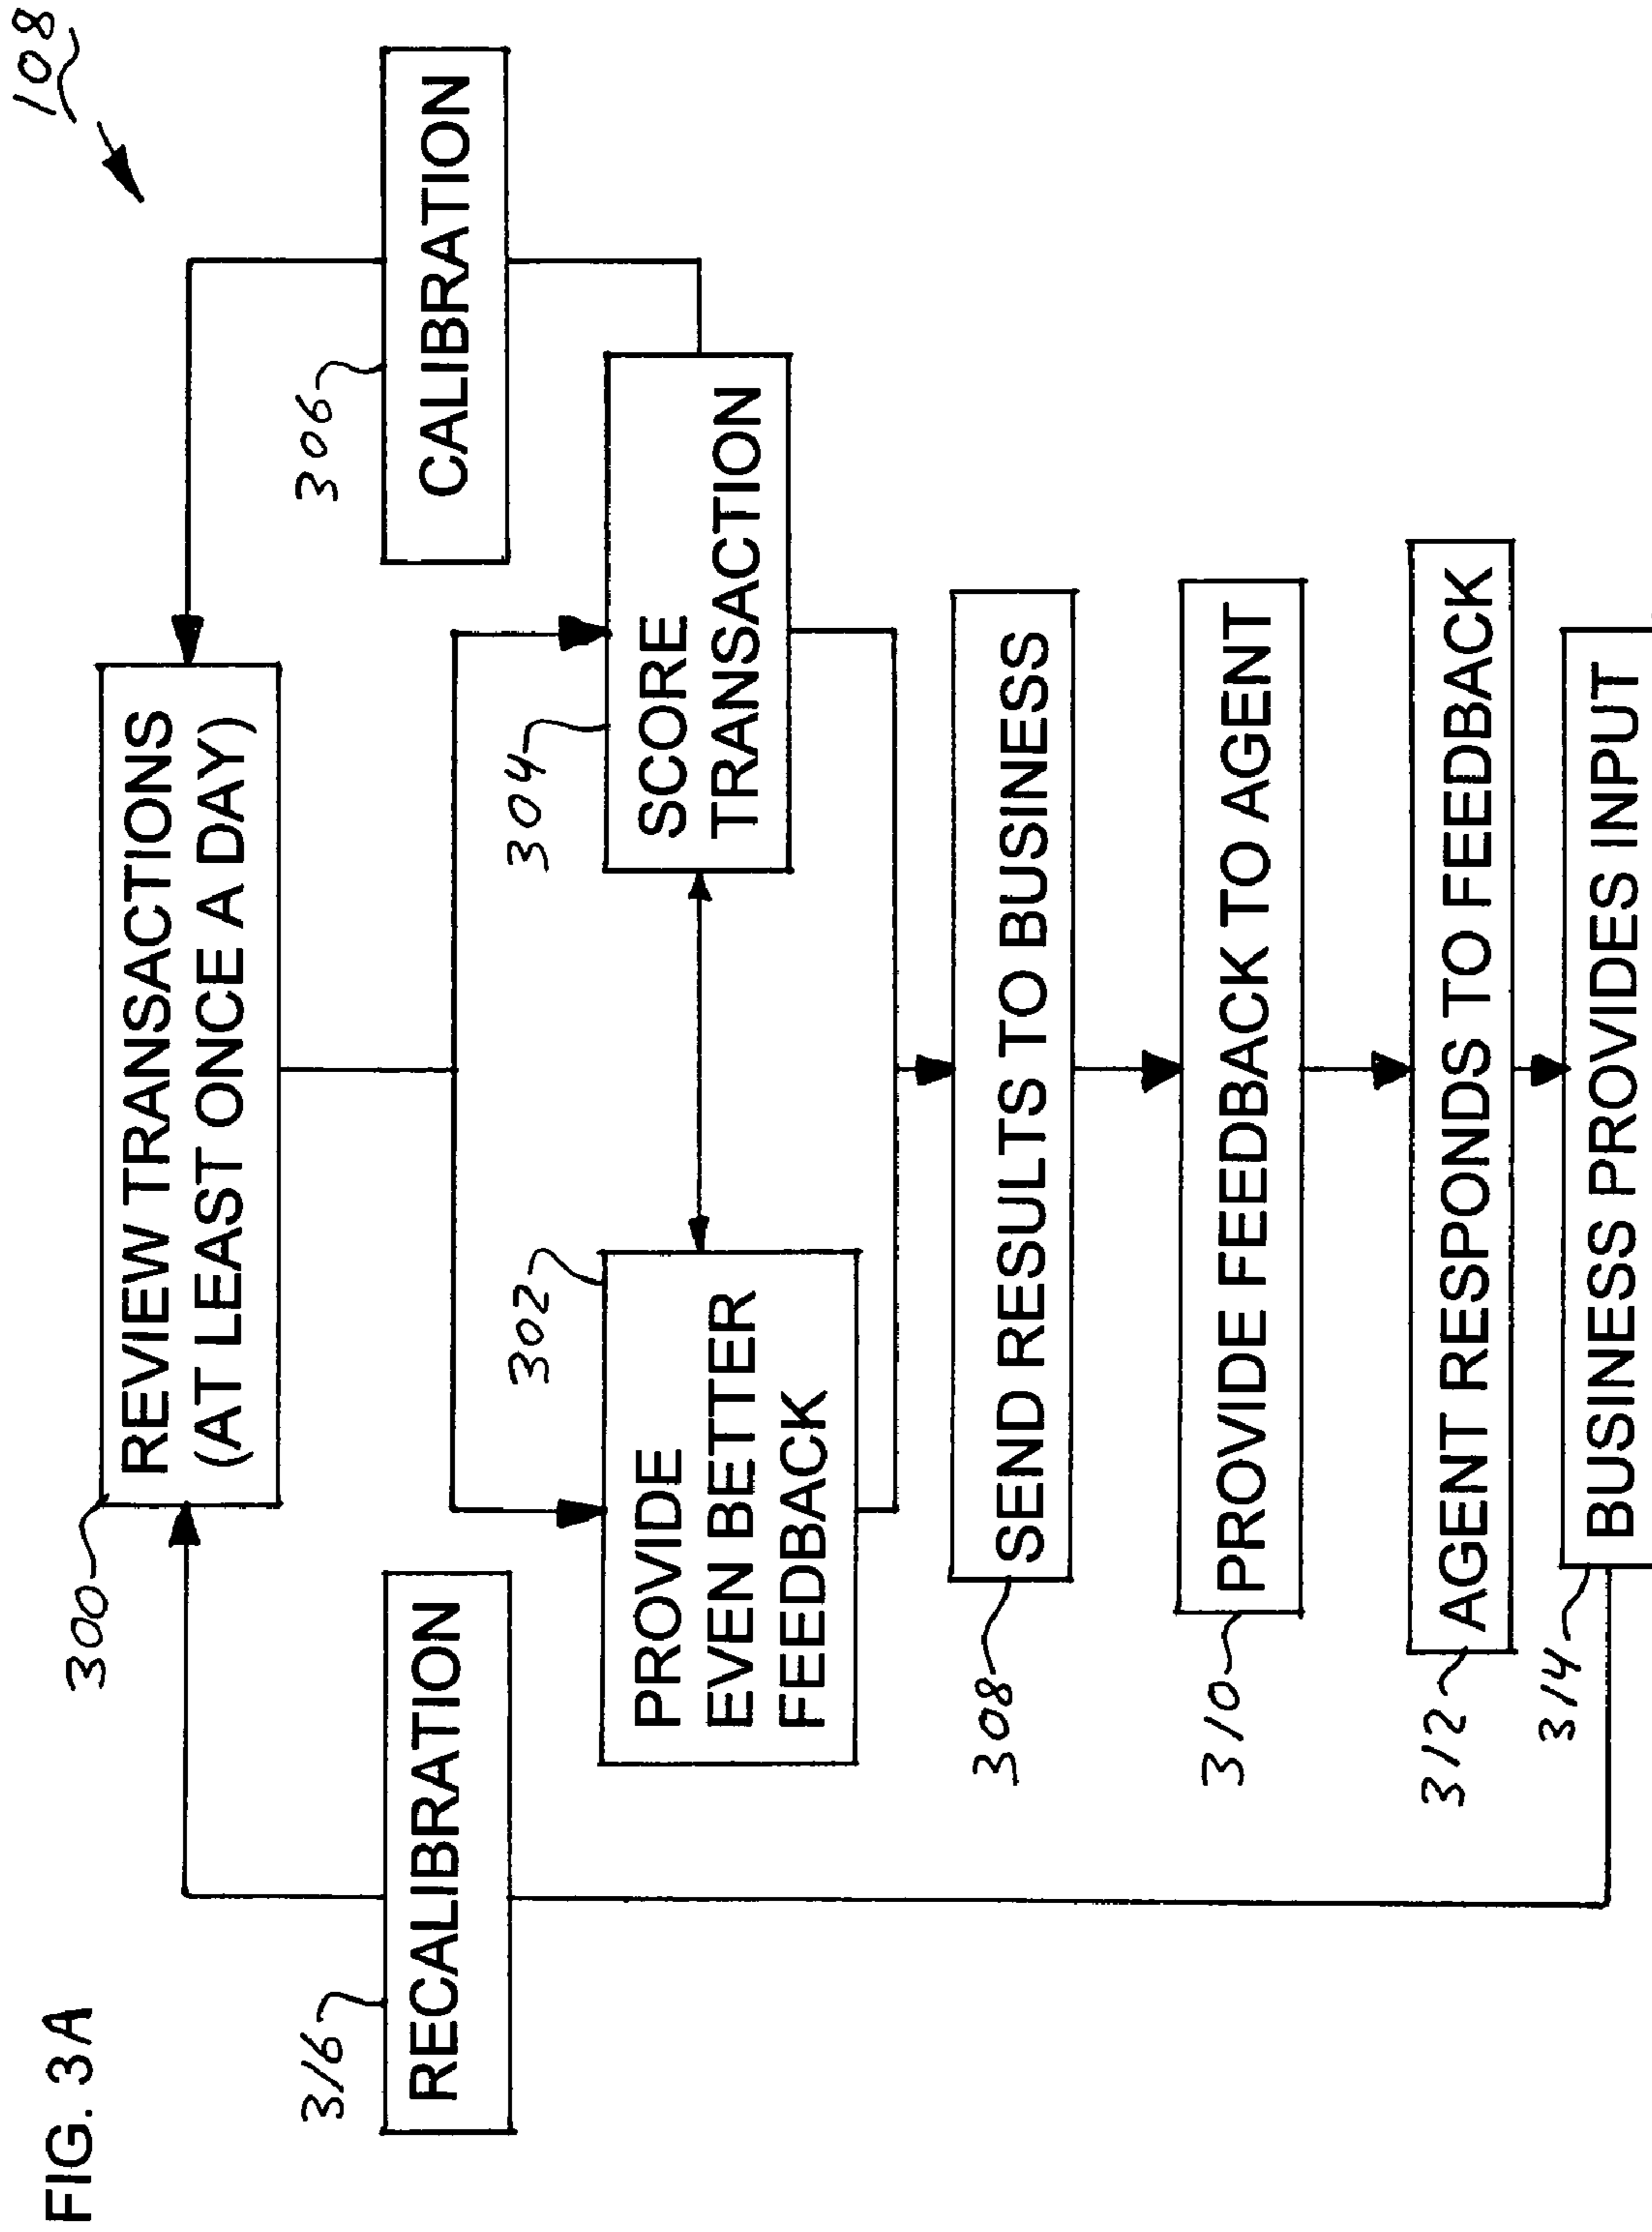 FIG. 3A
108
300
REVIEW TRANSACTIONS
(AT LEAST ONCE A DAY)
316
RECALIBRATION
306
CALIBRATION
302
PROVIDE
EVEN BETTER
FEEDBACK
304
SCORE
TRANSACTION
308
SEND RESULTS TO BUSINESS
310
PROVIDE FEEDBACK TO AGENT
312
AGENT RESPONDS TO FEEDBACK
314
BUSINESS PROVIDES INPUT